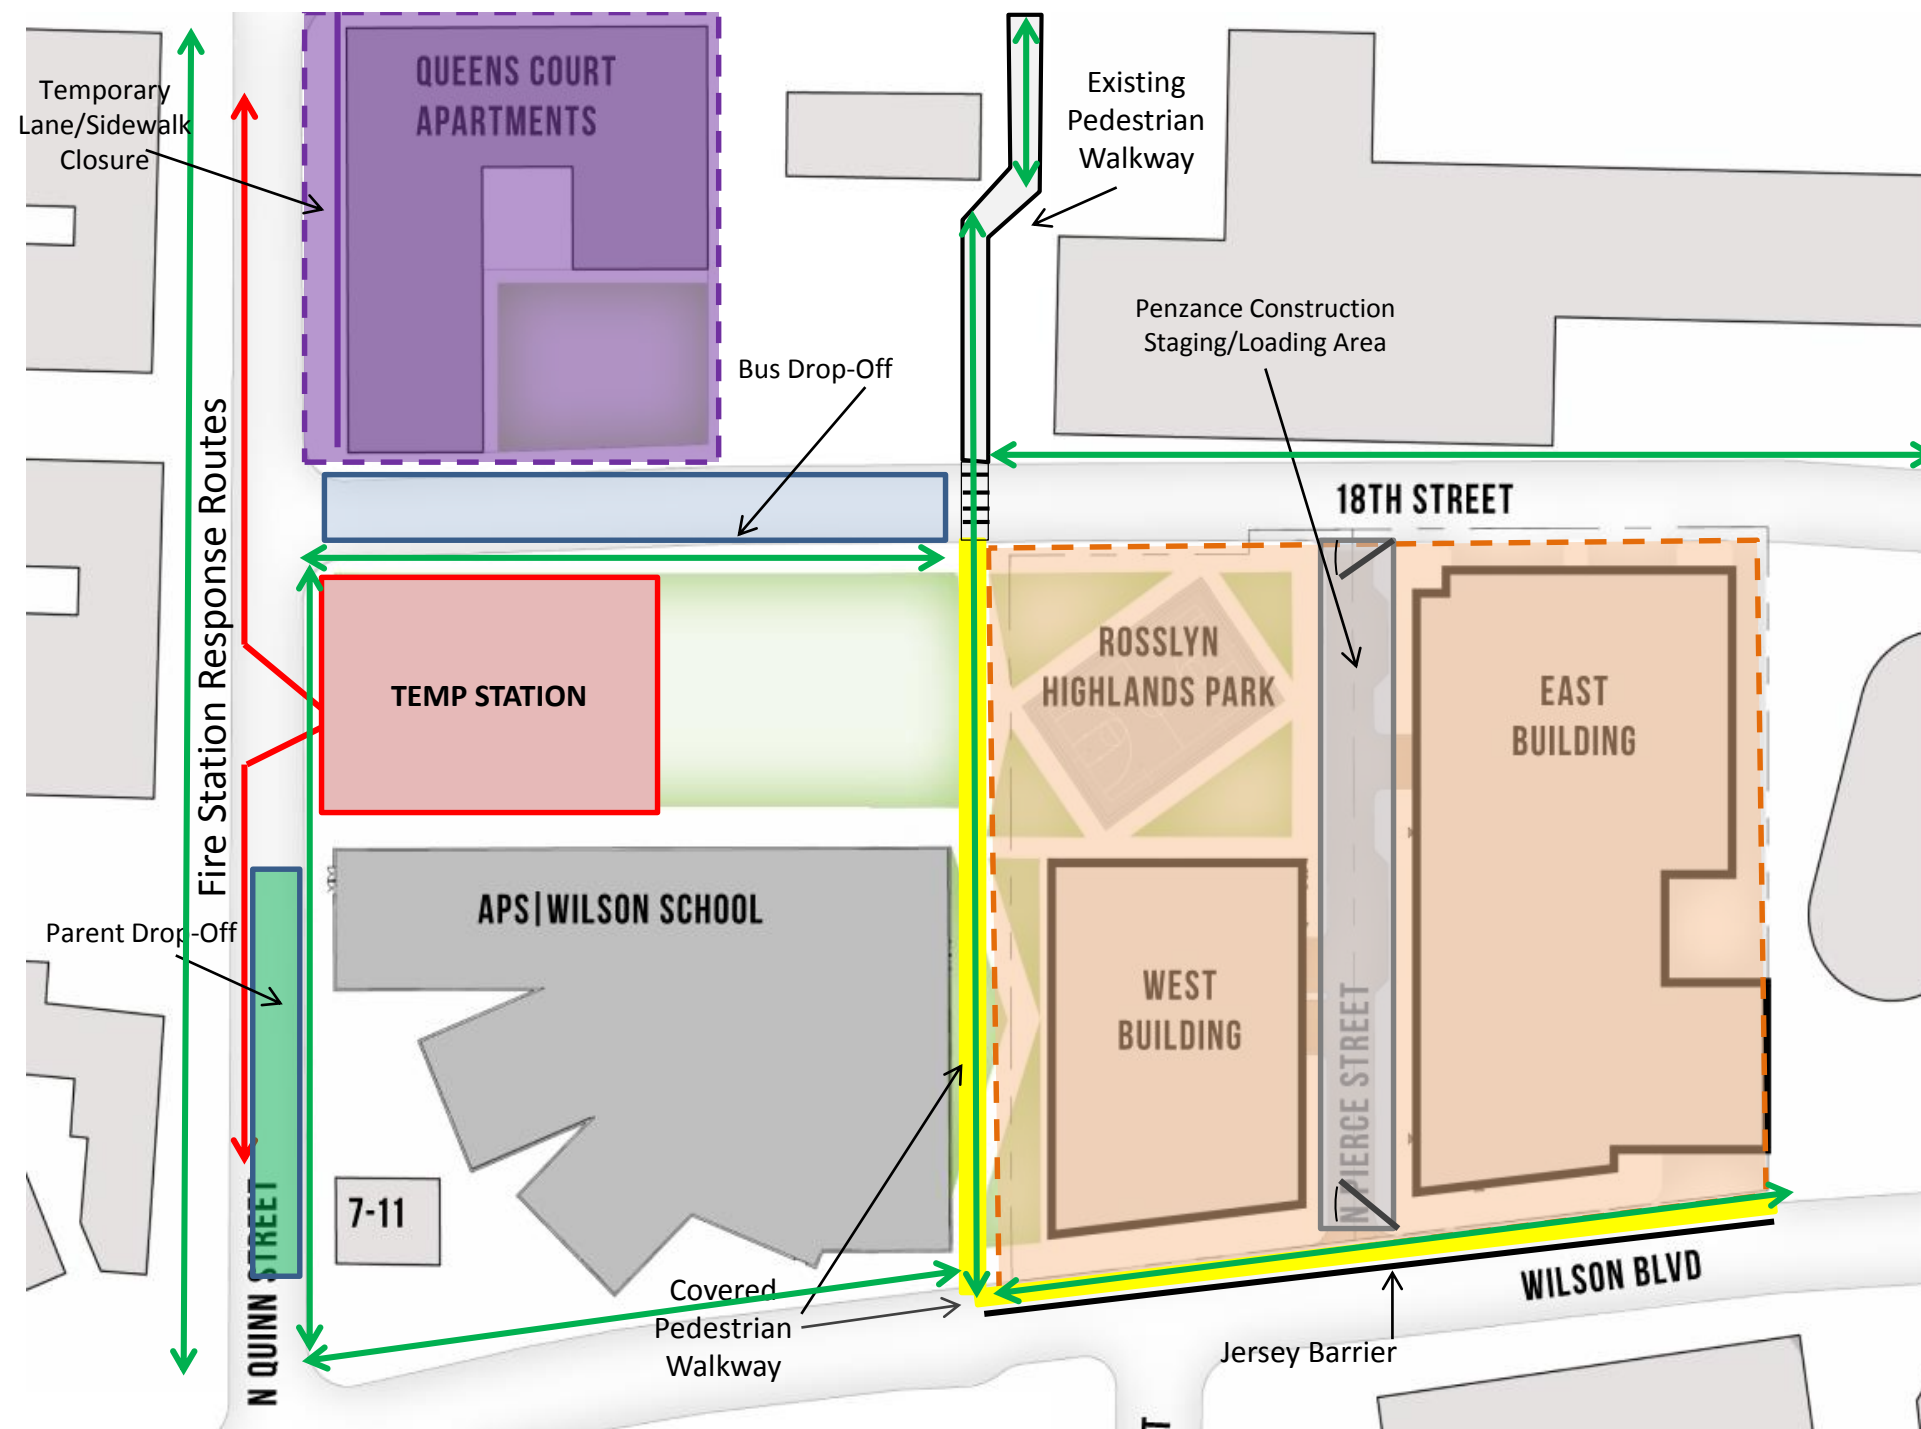 QUEENS COURT
APARTMENTS
Temporary
Lane/Sidewalk
Closure
Existing
Pedestrian
Walkway
Penzance Construction
Staging/Loading Area
Bus Drop-Off
Fire Station Response Routes
18TH STREET
TEMP STATION
ROSSLYN
HIGHLANDS PARK
EAST
BUILDING
APS|WILSON SCHOOL
Parent Drop-Off
WEST
BUILDING
N PIERCE STREET
7-11
N QUINN STREET
Covered
Pedestrian
Walkway
WILSON BLVD
Jersey Barrier